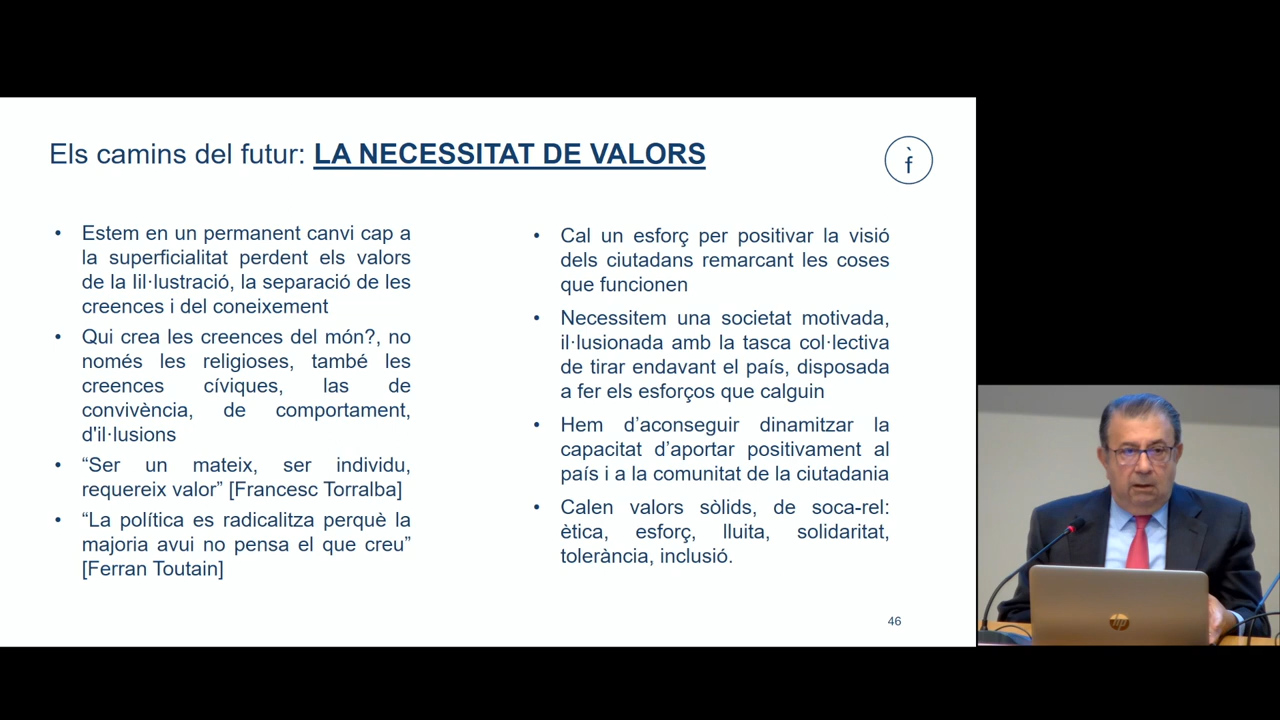 Els camins del futur: LA NECESSITAT DE VALORS
f̀
• Estem en un permanent canvi cap a
la superficialitat perdent els valors
de la lil·lustració, la separació de les
creences i del coneixement
• Qui crea les creences del món?, no
només les religioses, també les
creences cíviques, las de
convivència, de comportament,
d'il·lusions
• “Ser un mateix, ser individu,
requereix valor” [Francesc Torralba]
• “La política es radicalitza perquè la
majoria avui no pensa el que creu”
[Ferran Toutain]
• Cal un esforç per positivar la visió
dels ciutadans remarcant les coses
que funcionen
• Necessitem una societat motivada,
il·lusionada amb la tasca col·lectiva
de tirar endavant el país, disposada
a fer els esforços que calguin
• Hem d’aconseguir dinamitzar la
capacitat d’aportar positivament al
país i a la comunitat de la ciutadania
• Calen valors sòlids, de soca-rel:
ètica, esforç, lluita, solidaritat,
tolerància, inclusió.
46
hp